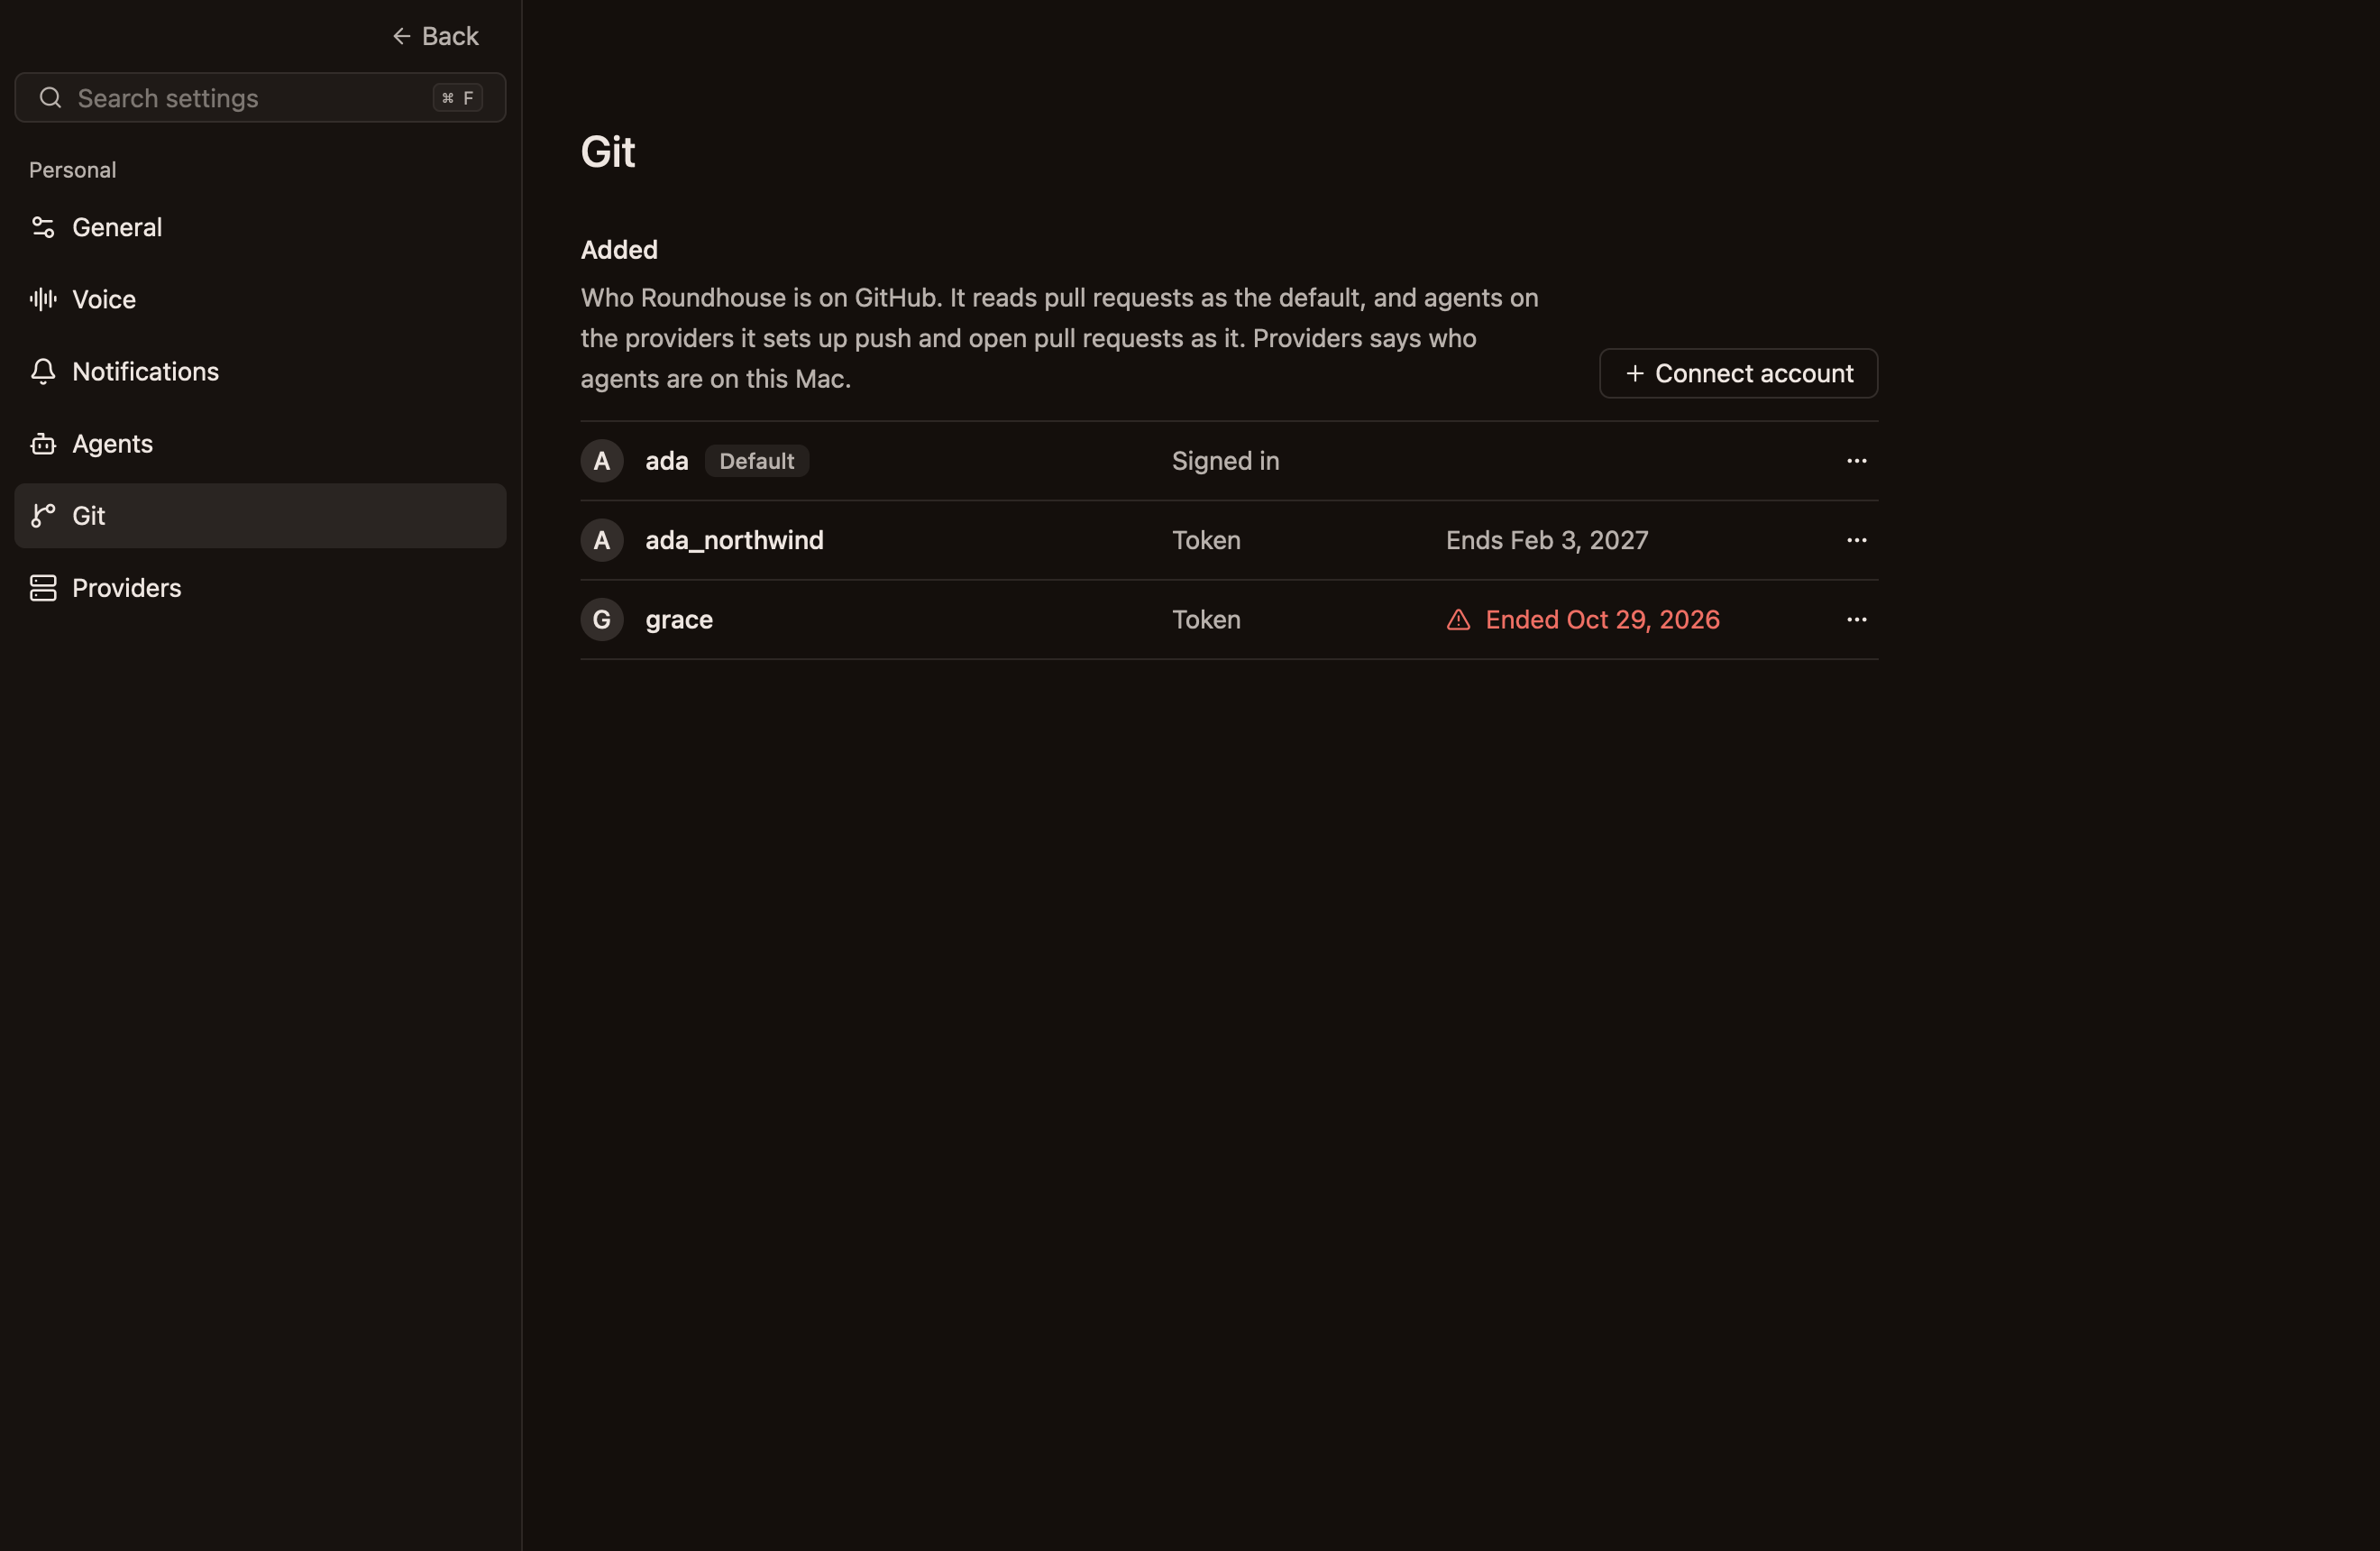 Back
Search settings
⌘ F
Personal
General
Voice
Notifications
Agents
Git
Providers
Git
Added
Who Roundhouse is on GitHub. It reads pull requests as the default, and agents on
the providers it sets up push and open pull requests as it. Providers says who
agents are on this Mac.
Connect account
A ada Default Signed in
A ada_northwind Token Ends Feb 3, 2027
G grace Token Ended Oct 29, 2026